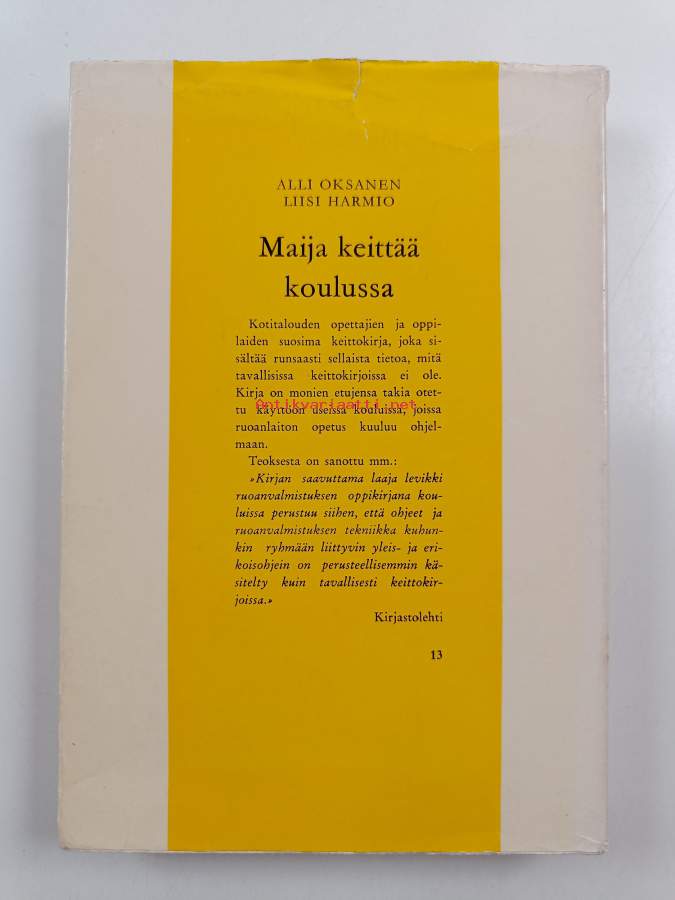 ALLI OKSANEN
LIISI HARMIO
Maija keittää
koulussa
Kotitalouden opettajien ja oppi-
laiden suosima keittokirja, joka si-
sältää runsaasti sellaista tietoa, mitä
tavallisissa keittokirjoissa ei ole.
Kirja on monien etujensa takia otet-
antikvariaatti.net
tu käyttöön useissa kouluissa, joissa
ruoanlaiton opetus kuuluu ohjel-
maan.
Teoksesta on sanottu mm.:
»Kirjan saavuttama laaja levikki
ruoanvalmistuksen oppikirjana kou-
luissa perustuu siihen, että ohjeet ja
ruoanvalmistuksen tekniikka kuhun-
kin ryhmään liittyvin yleis- ja eri-
koisohjein on perusteellisemmin kä-
sitelty kuin tavallisesti keittokir-
joissa.»
Kirjastolehti
13